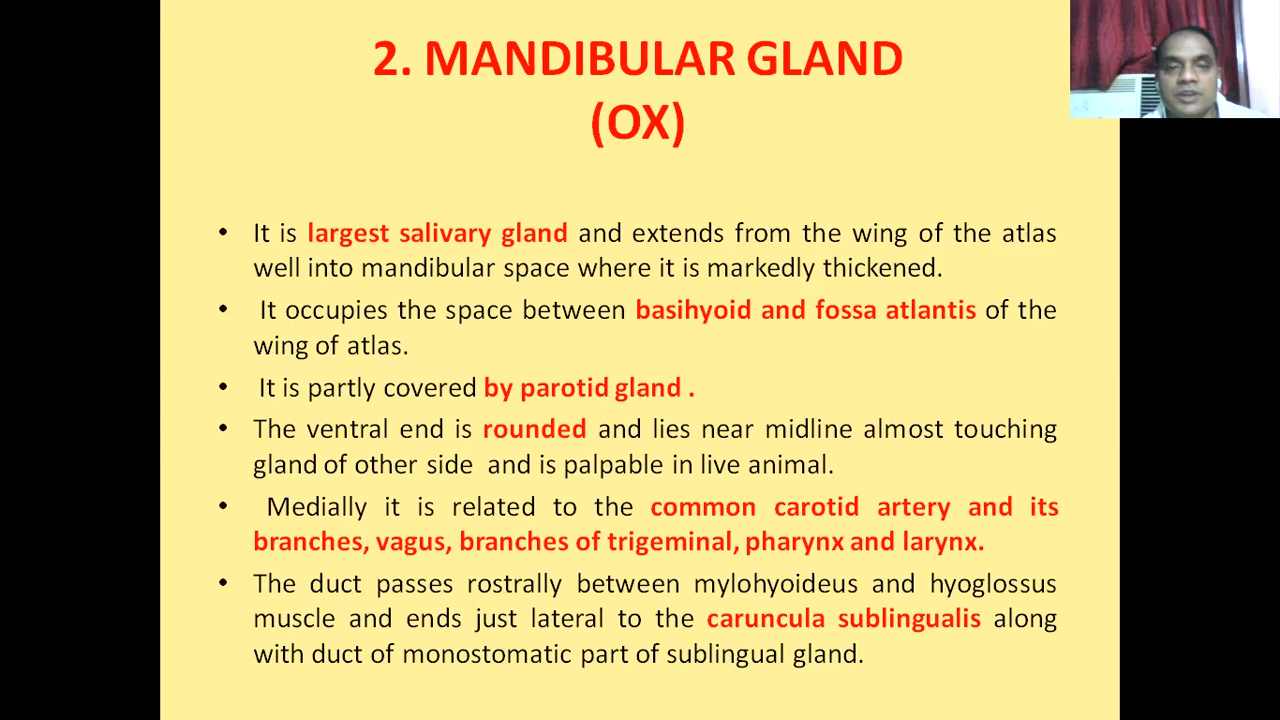 2. MANDIBULAR GLAND
(OX)
• It is largest salivary gland and extends from the wing of the atlas
well into mandibular space where it is markedly thickened.
• It occupies the space between basihyoid and fossa atlantis of the
wing of atlas.
• It is partly covered by parotid gland .
• The ventral end is rounded and lies near midline almost touching
gland of other side and is palpable in live animal.
• Medially it is related to the common carotid artery and its
branches, vagus, branches of trigeminal, pharynx and larynx.
• The duct passes rostrally between mylohyoideus and hyoglossus
muscle and ends just lateral to the caruncula sublingualis along
with duct of monostomatic part of sublingual gland.